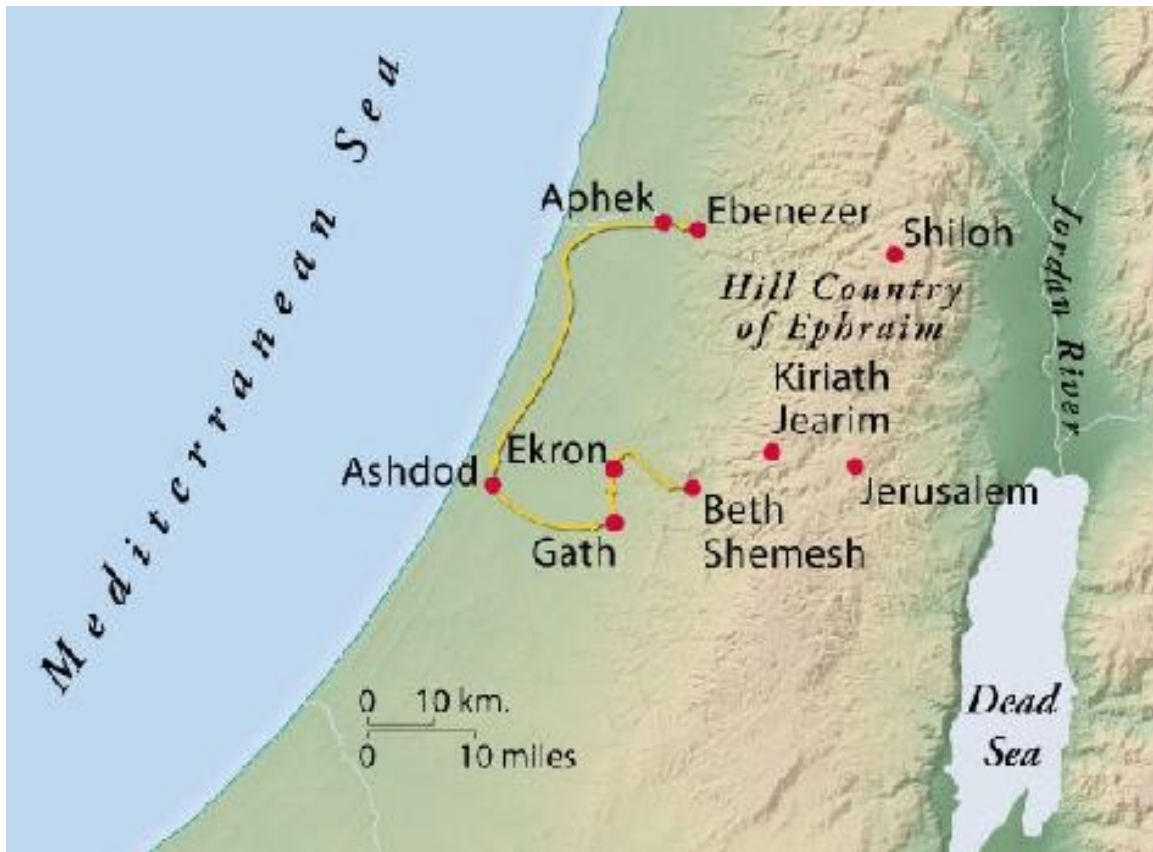 Mediterranean Sea
Aphek
Ebenezer
Shiloh
Hill Country
of Ephraim
Jordan River
Kiriath
Jearim
Ekron
Ashdod
Jerusalem
Beth
Shemesh
Gath
0 10 km.
0 10 miles
Dead
Sea